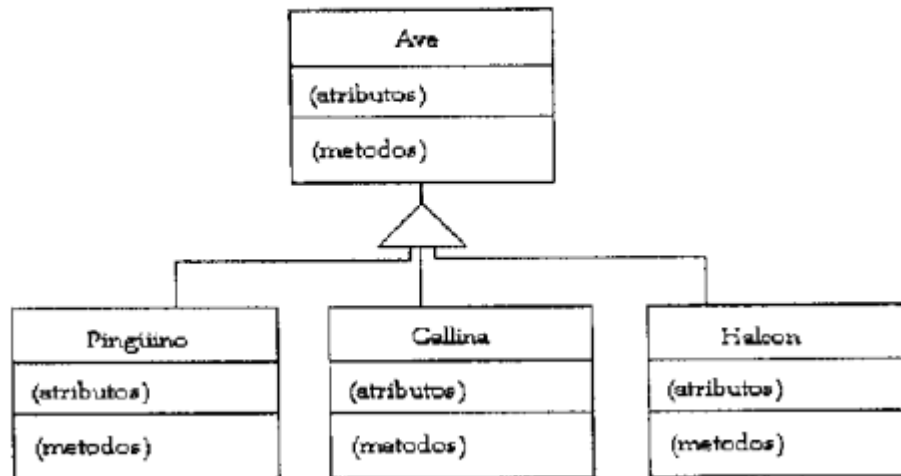 Ave
(atributos)
(metodos)
Pingüino
(atributos)
(metodos)
Gallina
(atributos)
(metodos)
Halcon
(atributos)
(metodos)